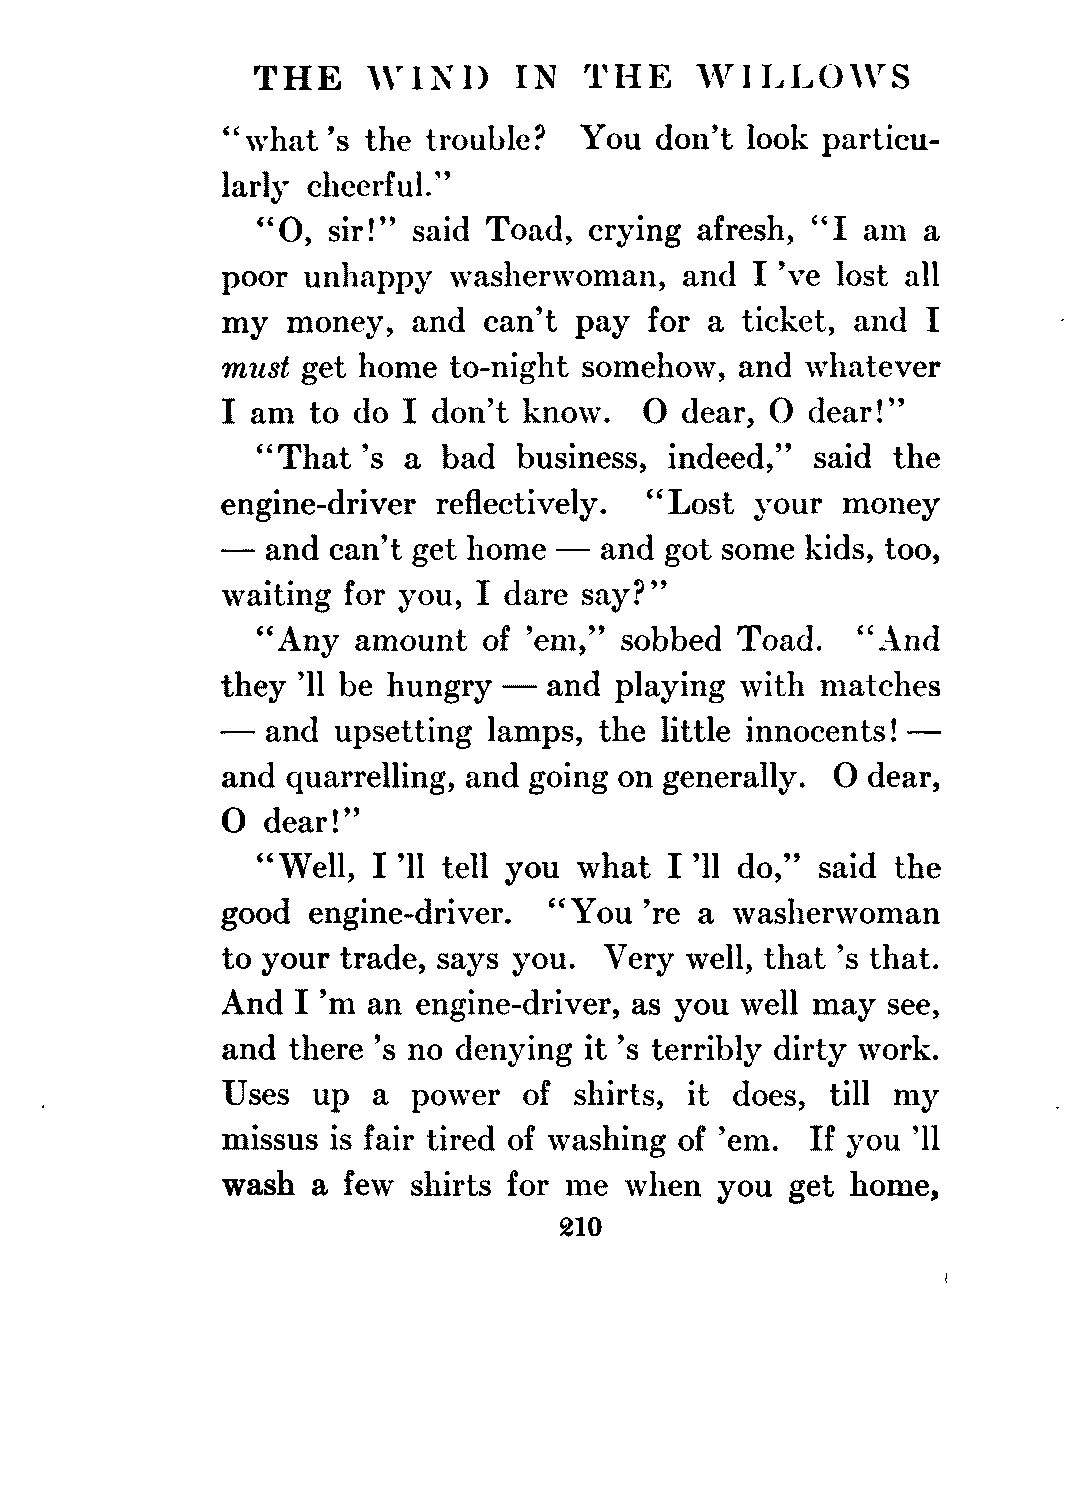 THE WIND IN THE WILLOWS
“what ’s the trouble? You don’t look particu-
larly cheerful.”
“O, sir!” said Toad, crying afresh, “I am a
poor unhappy washerwoman, and I ’ve lost all
my money, and can’t pay for a ticket, and I
must get home to-night somehow, and whatever
I am to do I don’t know. O dear, O dear!”
“That ’s a bad business, indeed,” said the
engine-driver reflectively. “Lost your money
— and can’t get home — and got some kids, too,
waiting for you, I dare say?”
“Any amount of ’em,” sobbed Toad. “And
they ’ll be hungry — and playing with matches
— and upsetting lamps, the little innocents! —
and quarrelling, and going on generally. O dear,
O dear!”
“Well, I ’ll tell you what I ’ll do,” said the
good engine-driver. “You ’re a washerwoman
to your trade, says you. Very well, that ’s that.
And I ’m an engine-driver, as you well may see,
and there ’s no denying it ’s terribly dirty work.
Uses up a power of shirts, it does, till my
missus is fair tired of washing of ’em. If you ’ll
wash a few shirts for me when you get home,
210